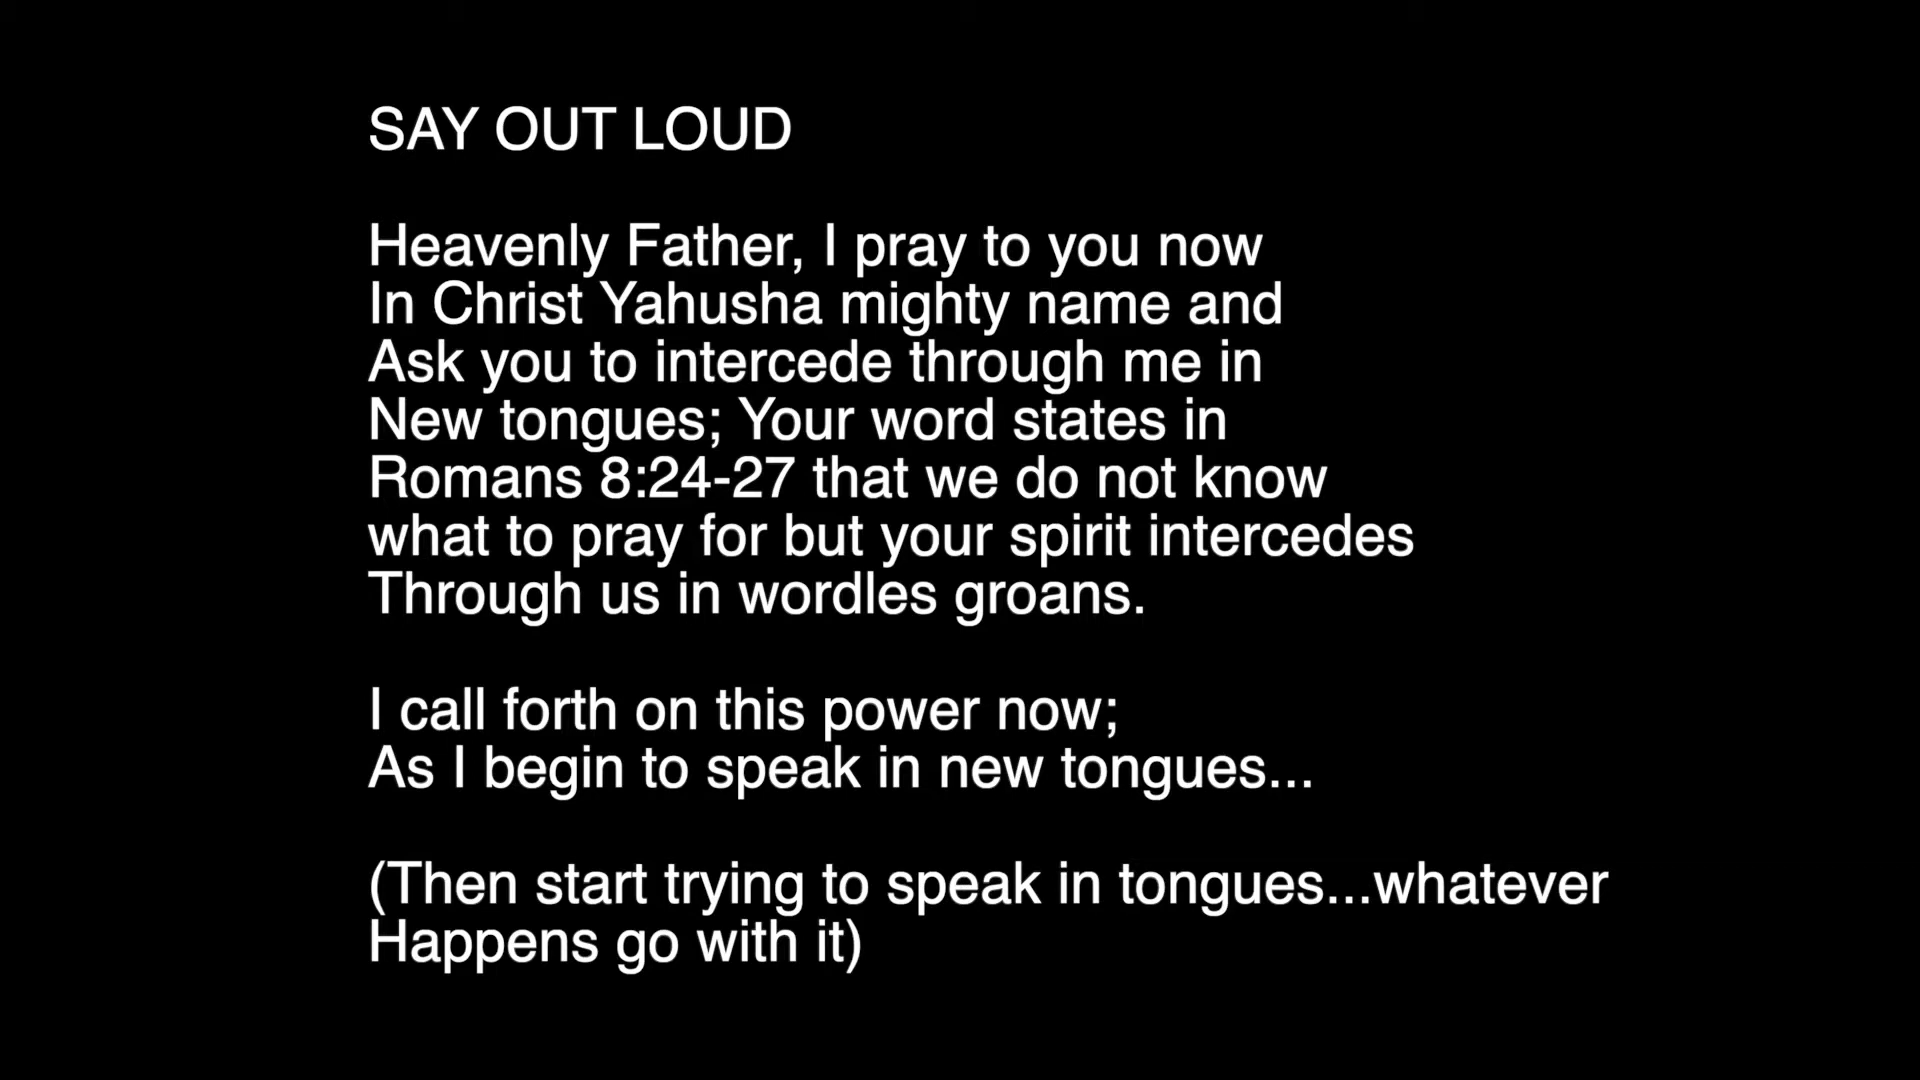 SAY OUT LOUD
Heavenly Father, I pray to you now
In Christ Yahusha mighty name and
Ask you to intercede through me in
New tongues; Your word states in
Romans 8:24-27 that we do not know
what to pray for but your spirit intercedes
Through us in wordles groans.
I call forth on this power now;
As I begin to speak in new tongues...
(Then start trying to speak in tongues...whatever
Happens go with it)